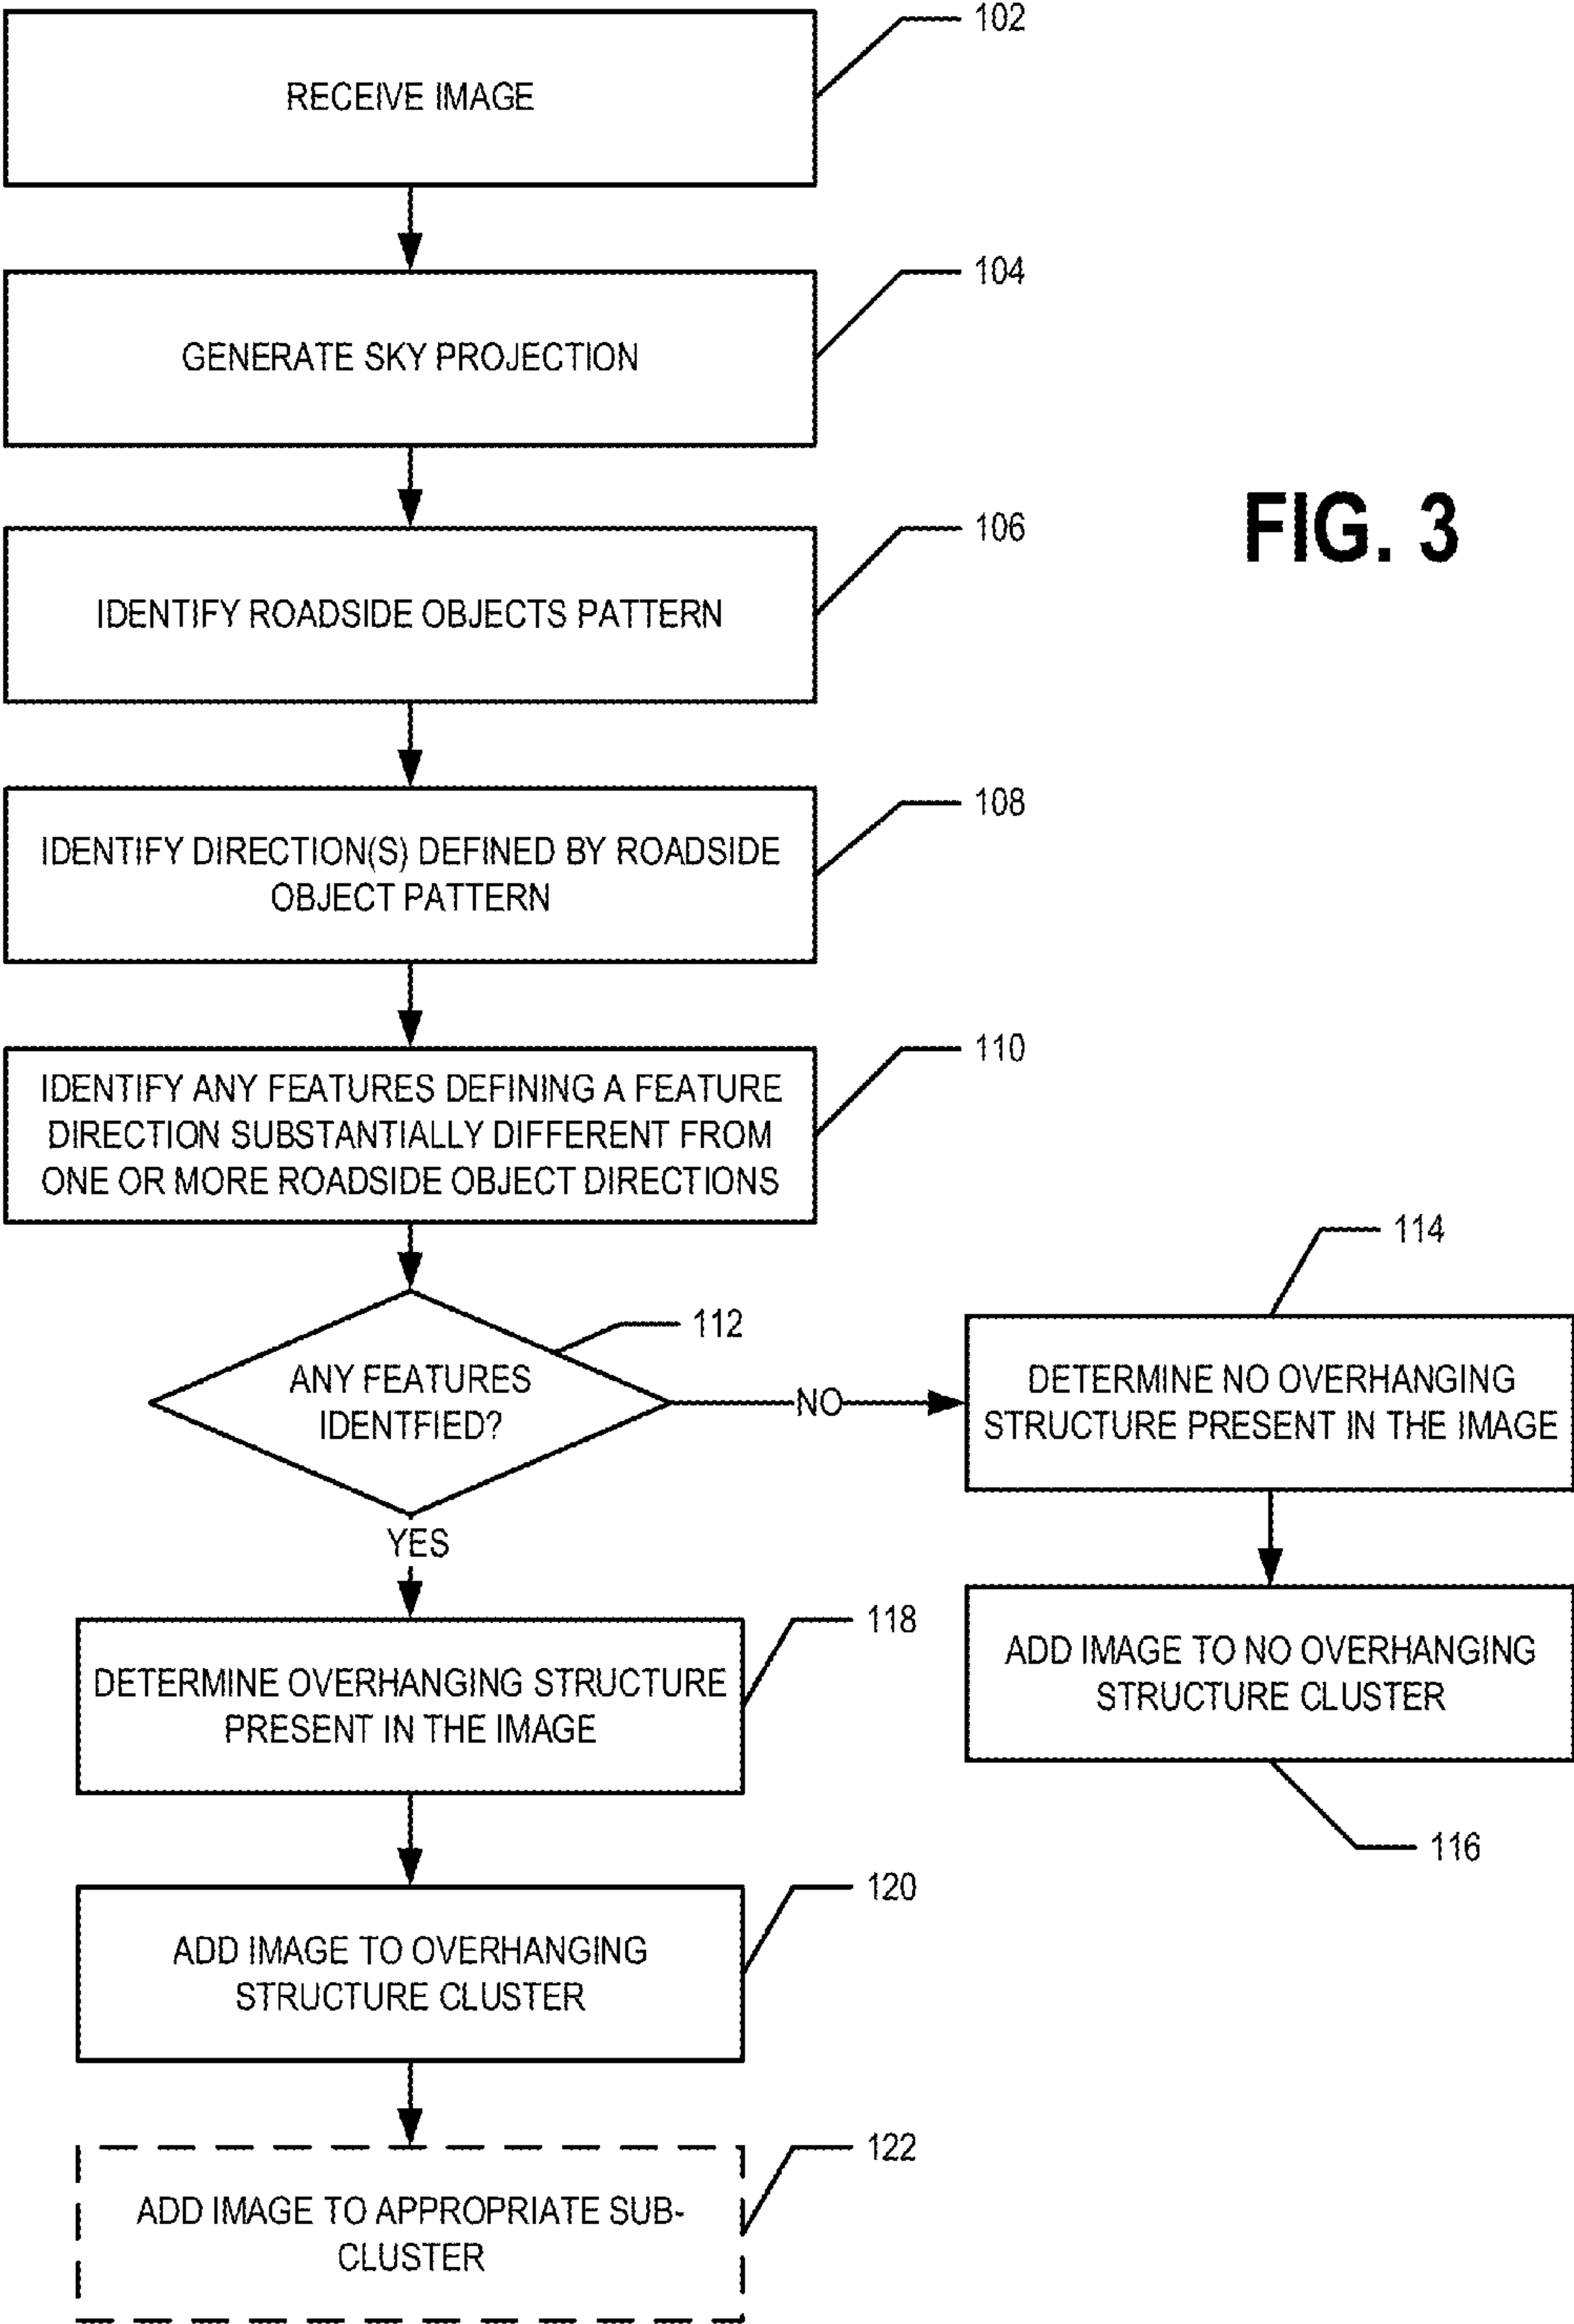 102
RECEIVE IMAGE
104
GENERATE SKY PROJECTION
106
FIG. 3
IDENTIFY ROADSIDE OBJECTS PATTERN
108
IDENTIFY DIRECTION(S) DEFINED BY ROADSIDE
OBJECT PATTERN
110
IDENTIFY ANY FEATURES DEFINING A FEATURE
DIRECTION SUBSTANTIALLY DIFFERENT FROM
ONE OR MORE ROADSIDE OBJECT DIRECTIONS
112
ANY FEATURES
IDENTFIED?
NO
114
DETERMINE NO OVERHANGING
STRUCTURE PRESENT IN THE IMAGE
ADD IMAGE TO NO OVERHANGING
STRUCTURE CLUSTER
116
YES
118
DETERMINE OVERHANGING STRUCTURE
PRESENT IN THE IMAGE
120
ADD IMAGE TO OVERHANGING
STRUCTURE CLUSTER
122
ADD IMAGE TO APPROPRIATE SUB-
CLUSTER